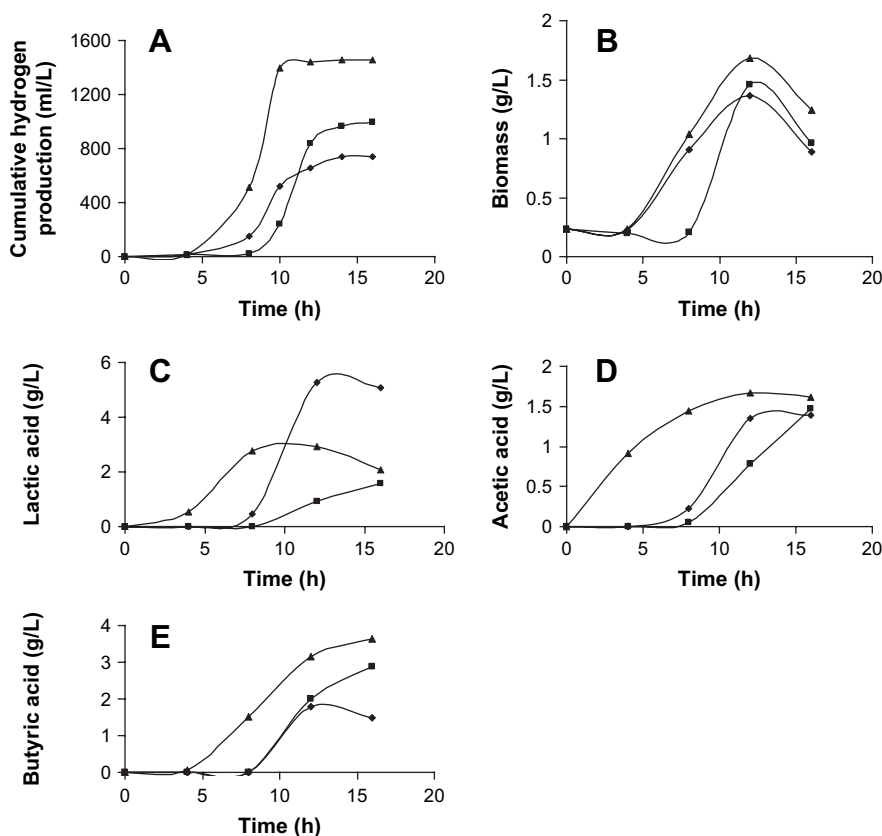 A
Cumulative hydrogen
production (ml/L)
1600
1200
800
400
0
0 5 10 15 20
Time (h)
B
Biomass (g/L)
2
1.5
1
0.5
0
0 5 10 15 20
Time (h)
C
Lactic acid (g/L)
6
4
2
0
0 5 10 15 20
Time (h)
D
Acetic acid (g/L)
2
1.5
1
0.5
0
0 5 10 15 20
Time (h)
E
Butyric acid (g/L)
4
3
2
1
0
0 5 10 15 20
Time (h)